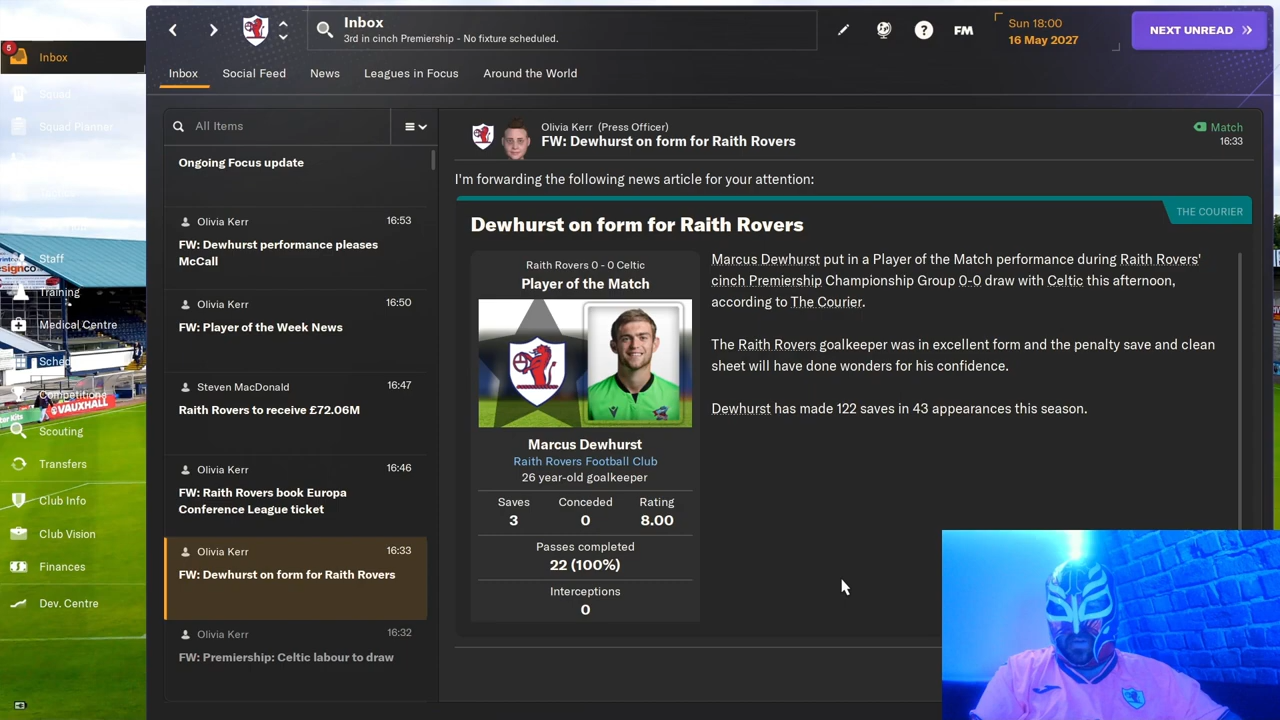 Inbox
3rd in cinch Premiership - No fixture scheduled.
FM
Sun 18:00
16 May 2027
NEXT UNREAD
Inbox
Social Feed
News
Leagues in Focus
Around the World
5
Inbox
Squad
Squad Planner
Staff
Training
Medical Centre
Sched
Competitions
Scouting
Transfers
Club Info
Club Vision
Finances
Dev. Centre
VAUXHALL
All Items
Ongoing Focus update
Olivia Kerr
16:53
FW: Dewhurst performance pleases
McCall
Olivia Kerr
16:50
FW: Player of the Week News
Steven MacDonald
16:47
Raith Rovers to receive £72.06M
Olivia Kerr
16:46
FW: Raith Rovers book Europa
Conference League ticket
Olivia Kerr
16:33
FW: Dewhurst on form for Raith Rovers
Olivia Kerr
16:32
FW: Premiership: Celtic labour to draw
Olivia Kerr (Press Officer)
FW: Dewhurst on form for Raith Rovers
Match
16:33
I'm forwarding the following news article for your attention:
THE COURIER
Dewhurst on form for Raith Rovers
Raith Rovers 0 - 0 Celtic
Player of the Match
Marcus Dewhurst
Raith Rovers Football Club
26 year-old goalkeeper
Saves
Conceded
Rating
3
0
8.00
Passes completed
22 (100%)
Interceptions
0
Marcus Dewhurst put in a Player of the Match performance during Raith Rovers'
cinch Premiership Championship Group 0-0 draw with Celtic this afternoon,
according to The Courier.
The Raith Rovers goalkeeper was in excellent form and the penalty save and clean
sheet will have done wonders for his confidence.
Dewhurst has made 122 saves in 43 appearances this season.